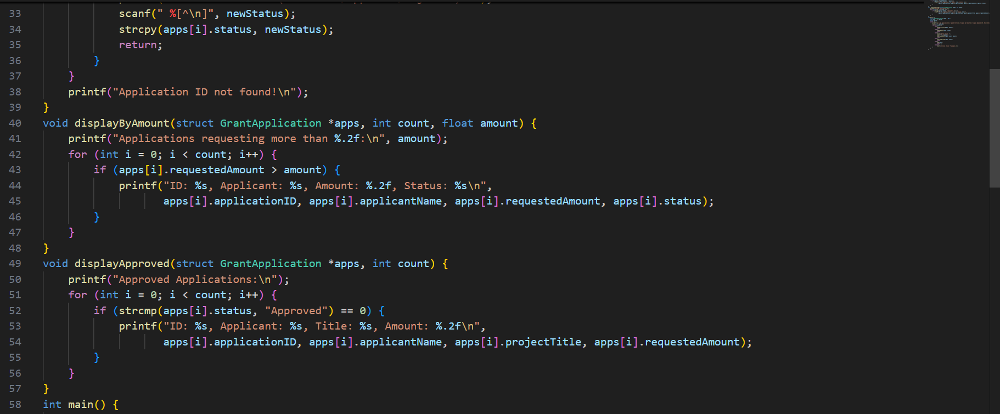 33 scanf(" %[^\n]", newStatus);
34 strcpy(apps[i].status, newStatus);
35 return;
36 }
37 }
38 printf("Application ID not found!\n");
39 }
40 void displayByAmount(struct GrantApplication *apps, int count, float amount) {
41 printf("Applications requesting more than %.2f:\n", amount);
42 for (int i = 0; i < count; i++) {
43 if (apps[i].requestedAmount > amount) {
44 printf("ID: %s, Applicant: %s, Amount: %.2f, Status: %s\n",
45 apps[i].applicationID, apps[i].applicantName, apps[i].requestedAmount, apps[i].status);
46 }
47 }
48 }
49 void displayApproved(struct GrantApplication *apps, int count) {
50 printf("Approved Applications:\n");
51 for (int i = 0; i < count; i++) {
52 if (strcmp(apps[i].status, "Approved") == 0) {
53 printf("ID: %s, Applicant: %s, Title: %s, Amount: %.2f\n",
54 apps[i].applicationID, apps[i].applicantName, apps[i].projectTitle, apps[i].requestedAmount);
55 }
56 }
57 }
58 int main() {